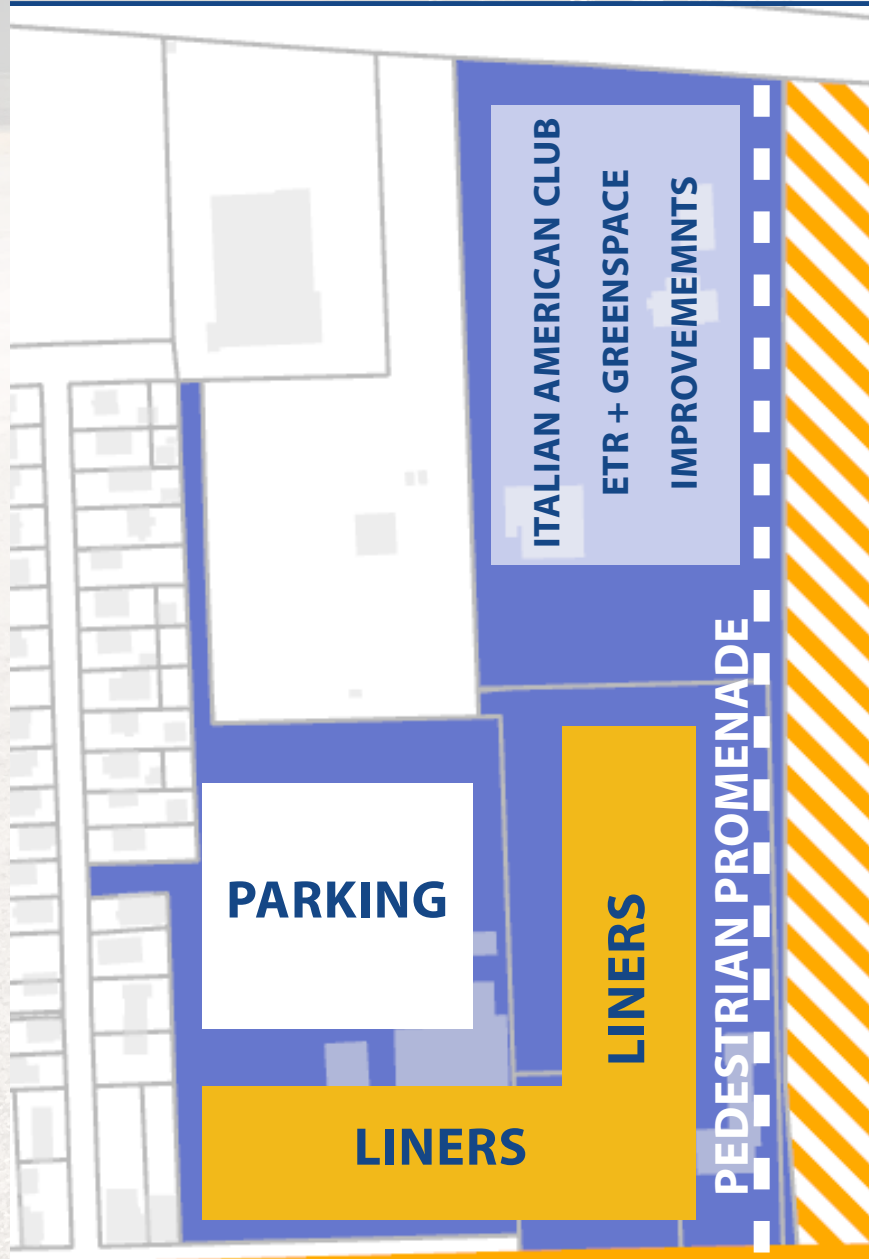 ITALIAN AMERICAN CLUB
ETR + GREENSPACE
IMPROVEMEMNTS
PEDESTRIAN PROMENADE
PARKING
LINERS
LINERS